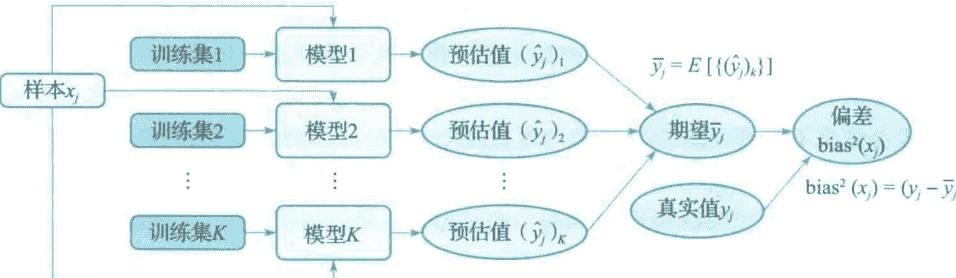 训练集1
模型1
预估值 (ŷⱼ)₁
ȳⱼ = E [{(ŷⱼ)ₖ}]
样本xⱼ
训练集2
模型2
预估值 (ŷⱼ)₂
期望ȳⱼ
偏差
bias²(xⱼ)
⋮
⋮
⋮
真实值yⱼ
bias² (xⱼ) = (yⱼ − ȳⱼ
训练集K
模型K
预估值 (ŷⱼ)K